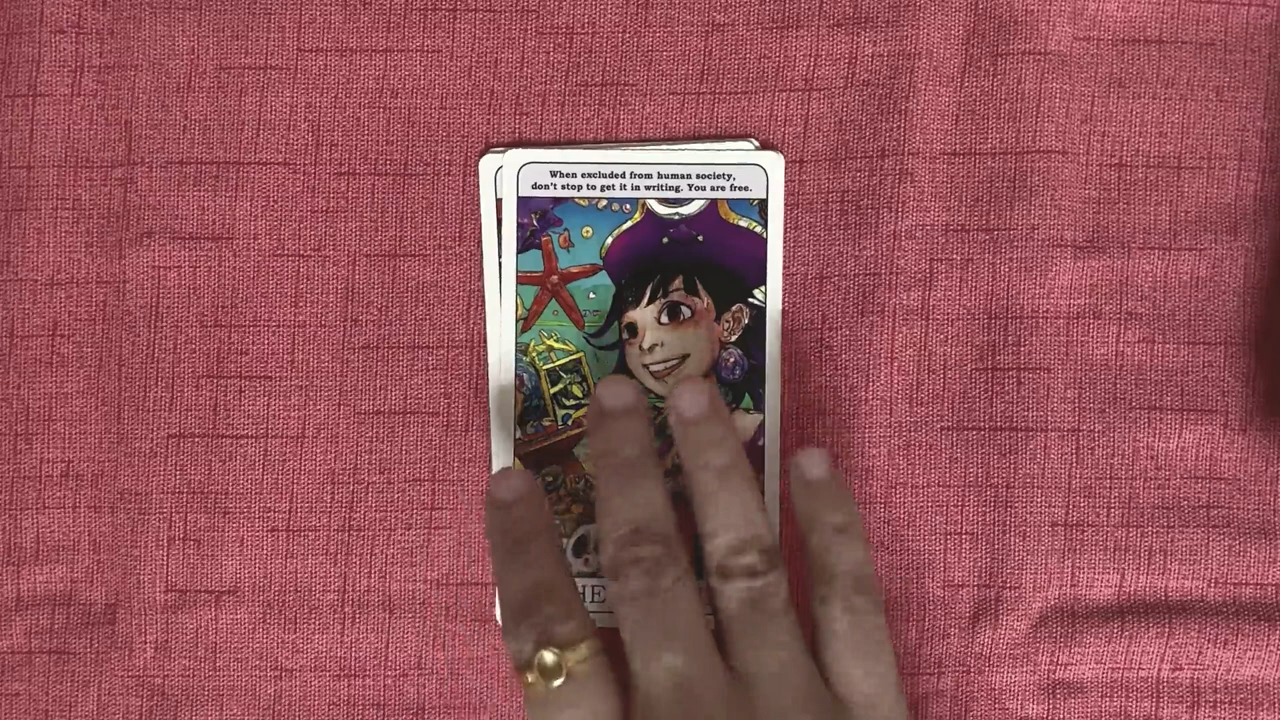 When excluded from human society,
don't stop to get it in writing. You are free.